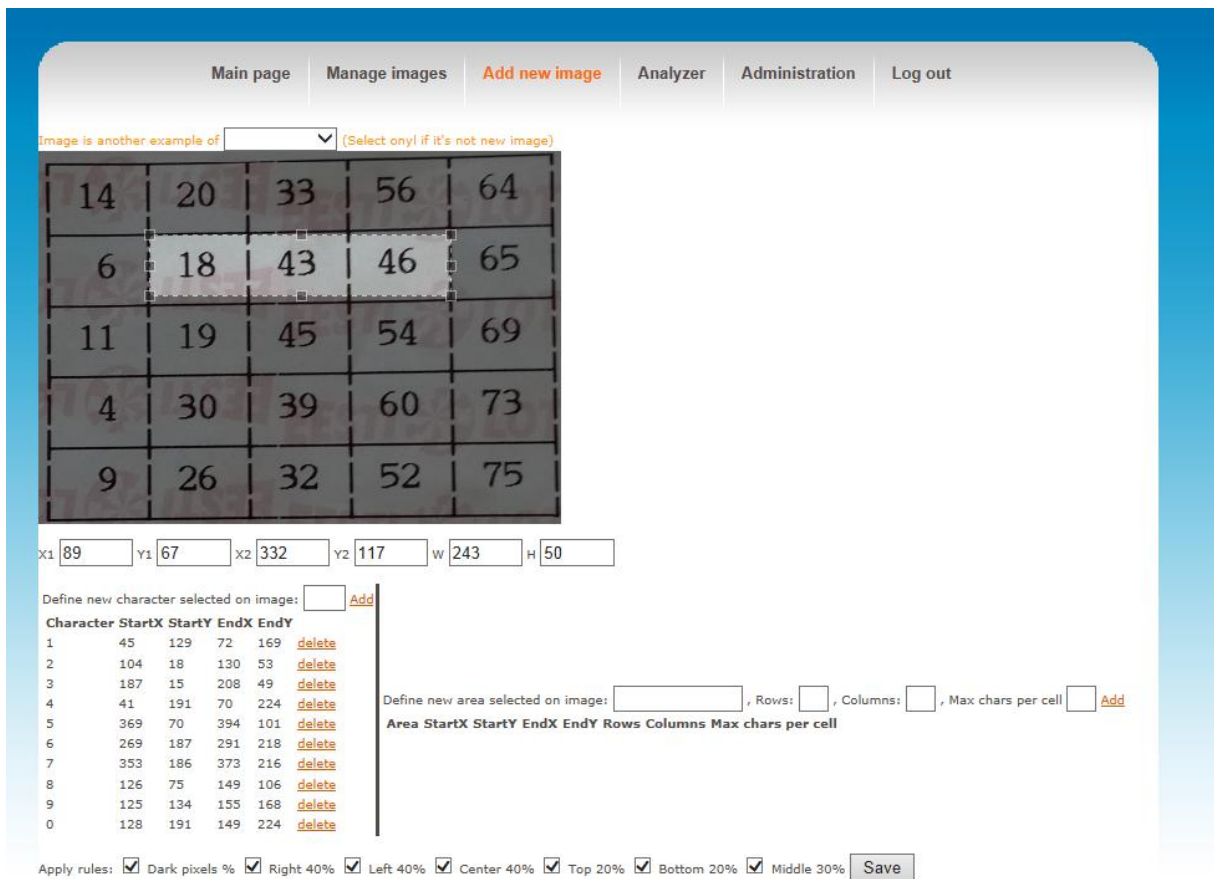 Main page Manage images Add new image Analyzer Administration Log out
Image is another example of (Select onyl if it's not new image)
14 20 33 56 64
6 18 43 46 65
11 19 45 54 69
4 30 39 60 73
9 26 32 52 75
X1 89 Y1 67 X2 332 Y2 117 W 243 H 50
Define new character selected on image: Add
Character StartX StartY EndX EndY
1 45 129 72 169 delete
2 104 18 130 53 delete
3 187 15 208 49 delete
4 41 191 70 224 delete
5 369 70 394 101 delete
6 269 187 291 218 delete
7 353 186 373 216 delete
8 126 75 149 106 delete
9 125 134 155 168 delete
0 128 191 149 224 delete
Define new area selected on image: , Rows: , Columns: , Max chars per cell Add
Area StartX StartY EndX EndY Rows Columns Max chars per cell
Apply rules: Dark pixels % Right 40% Left 40% Center 40% Top 20% Bottom 20% Middle 30% Save